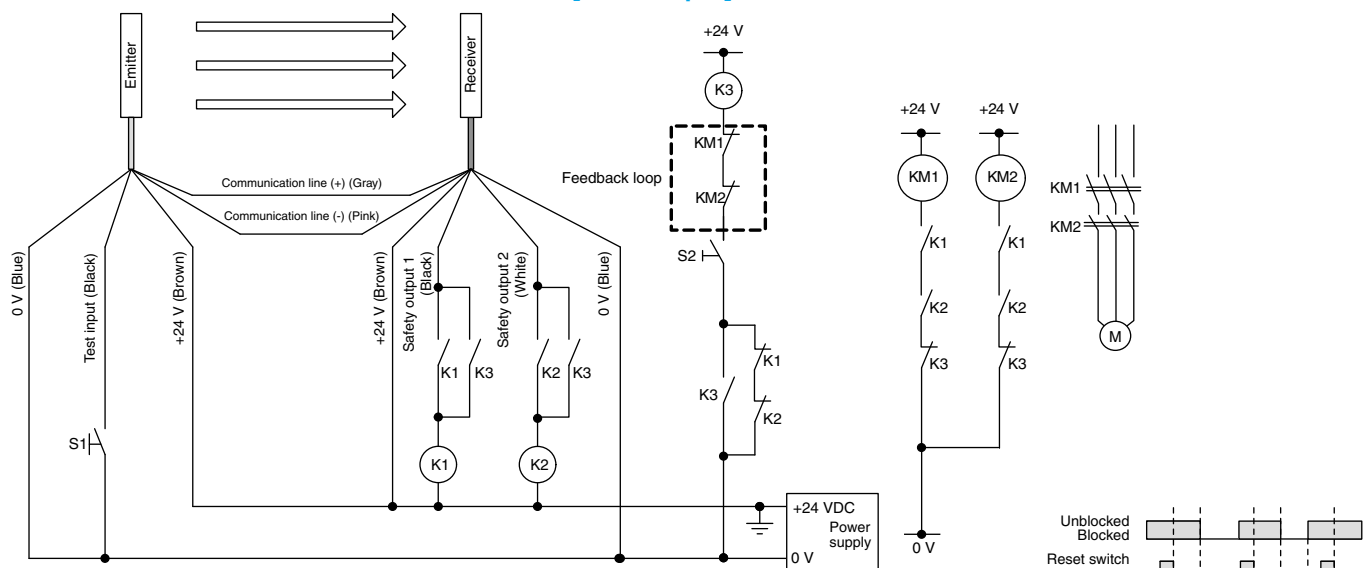 +24 V
Emitter
Receiver
K3
+24 V
+24 V
KM1
KM1
KM2
KM1
Feedback loop
Communication line (+) (Gray)
KM2
KM2
Communication line (-) (Pink)
K1
K1
S2
0 V (Blue)
Test input (Black)
+24 V (Brown)
+24 V (Brown)
Safety output 1
(Black)
Safety output 2
(White)
0 V (Blue)
K2
K2
M
K1
K3
K2
K3
K1
K3
K3
K3
K2
S1
K1
K2
+24 VDC
Power
supply
0 V
0 V
Unblocked
Blocked
Reset switch